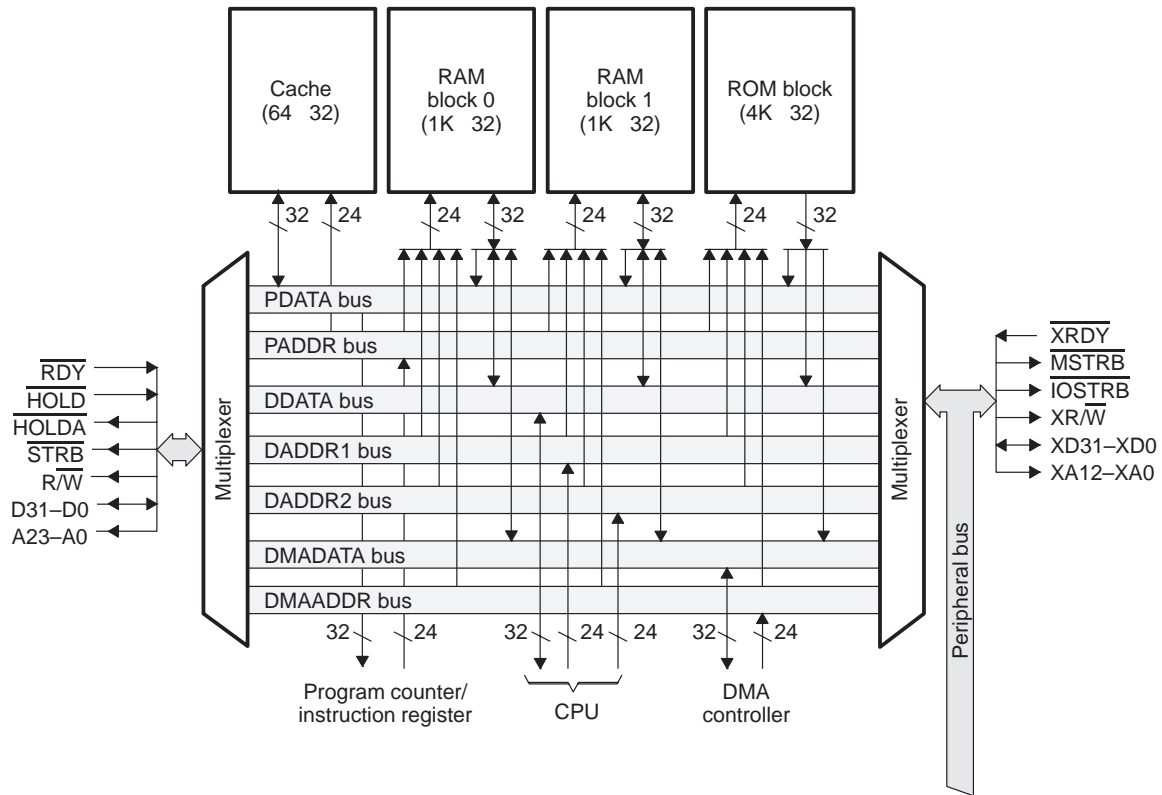 Cache
(64 32)
RAM
block 0
(1K 32)
RAM
block 1
(1K 32)
ROM block
(4K 32)
32
24
24
32
24
32
24
32
PDATA bus
PADDR bus
DDATA bus
DADDR1 bus
DADDR2 bus
DMADATA bus
DMAADDR bus
Multiplexer
Multiplexer
RDY
HOLD
HOLDA
STRB
R/W
D31–D0
A23–A0
XRDY
MSTRB
IOSTRB
XR/W
XD31–XD0
XA12–XA0
Peripheral bus
32
24
32
24
24
32
24
Program counter/
instruction register
CPU
DMA
controller